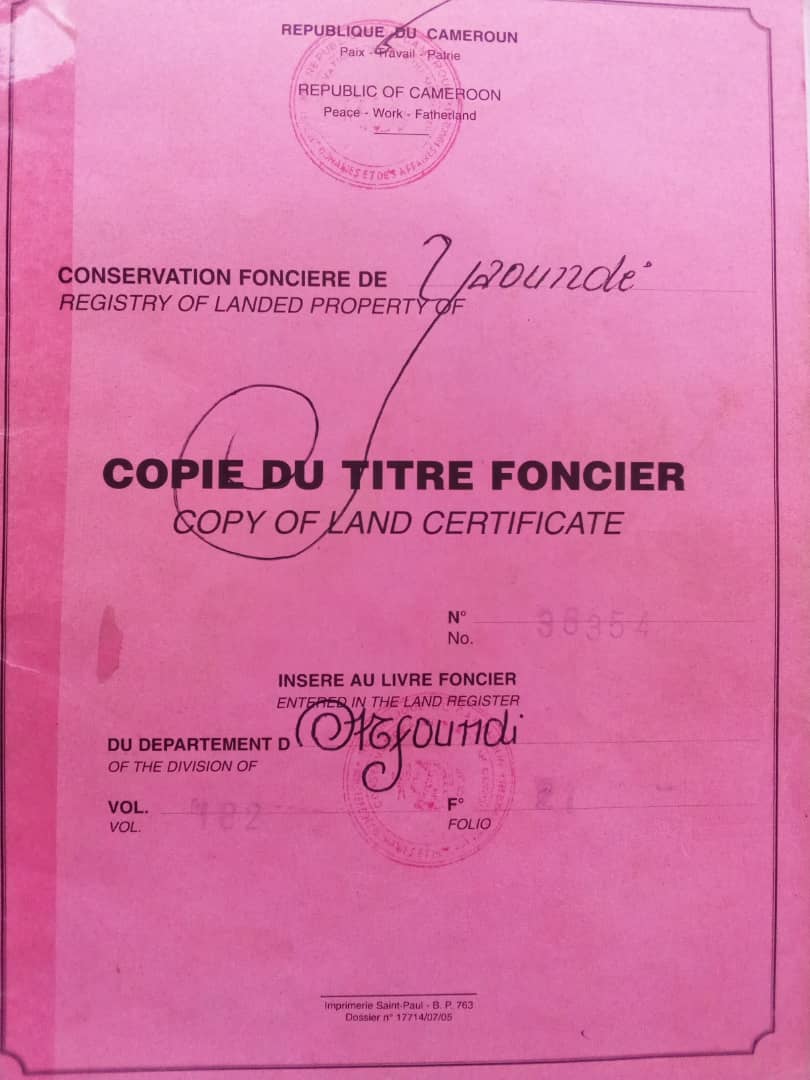 REPUBLIQUE DU CAMEROUN
Paix - Travail - Patrie
REPUBLIC OF CAMEROON
Peace - Work - Fatherland
CONSERVATION FONCIERE DE Yaoundé
REGISTRY OF LANDED PROPERTY OF
COPIE DU TITRE FONCIER
COPY OF LAND CERTIFICATE
N° 38354
No.
INSERE AU LIVRE FONCIER
ENTERED IN THE LAND REGISTER
DU DEPARTEMENT D Mfoundi
OF THE DIVISION OF
VOL. 182 F°
VOL. FOLIO
Imprimerie Saint-Paul - B. P. 763
Dossier n° 17714/07/05